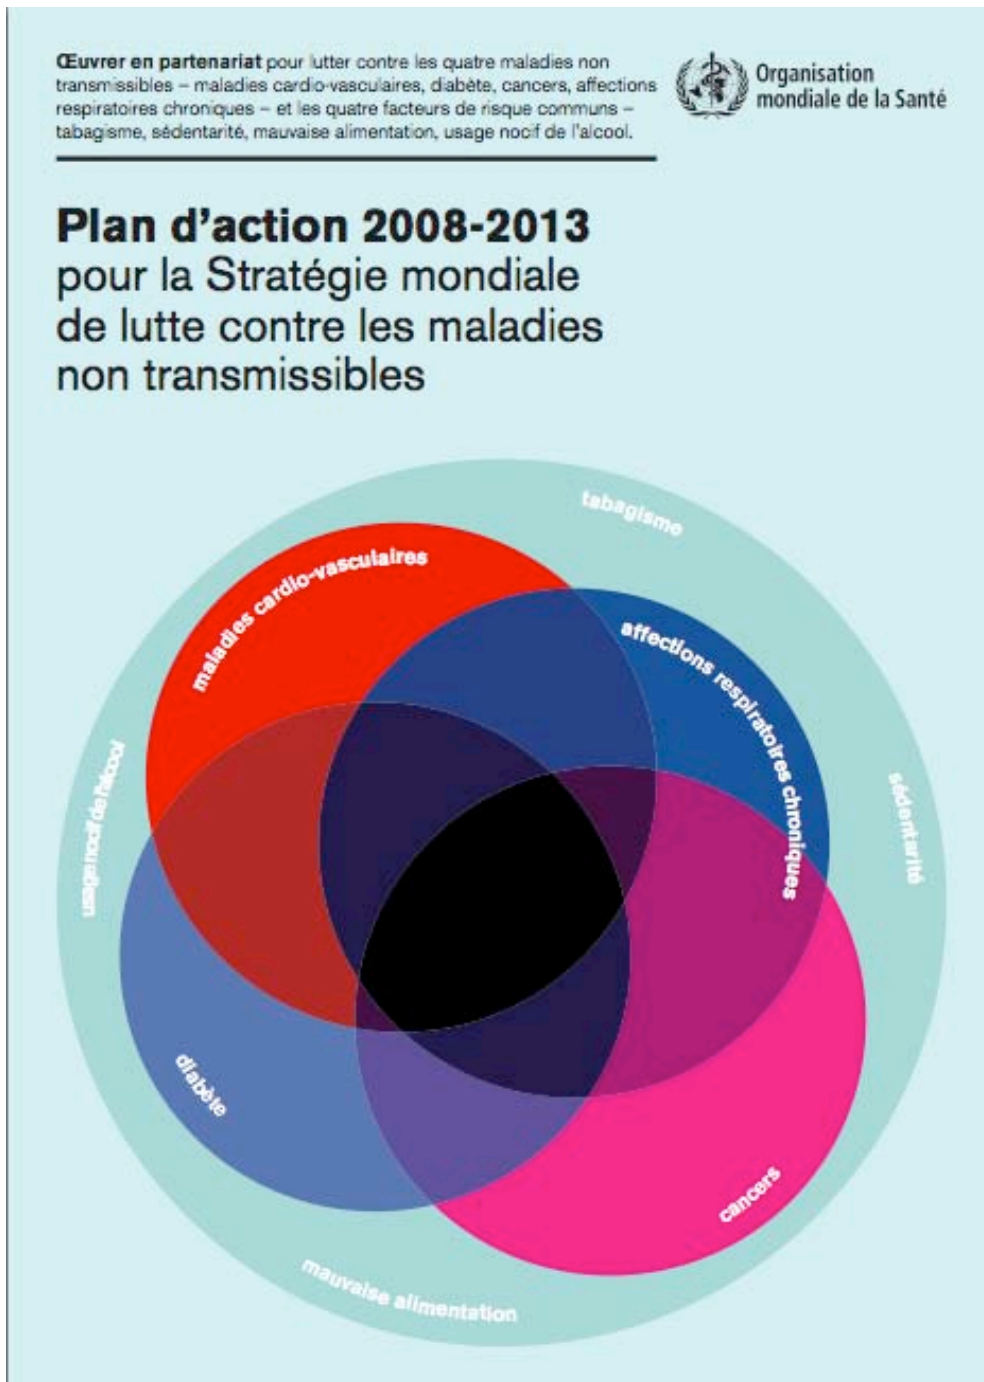 Œuvrer en partenariat pour lutter contre les quatre maladies non
transmissibles – maladies cardio-vasculaires, diabète, cancers, affections
respiratoires chroniques – et les quatre facteurs de risque communs –
tabagisme, sédentarité, mauvaise alimentation, usage nocif de l'alcool.
Organisation
mondiale de la Santé
Plan d'action 2008-2013
pour la Stratégie mondiale
de lutte contre les maladies
non transmissibles
tabagisme
maladies cardio-vasculaires
affections respiratoires chroniques
usage nocif de l'alcool
sédentarité
diabète
cancers
mauvaise alimentation